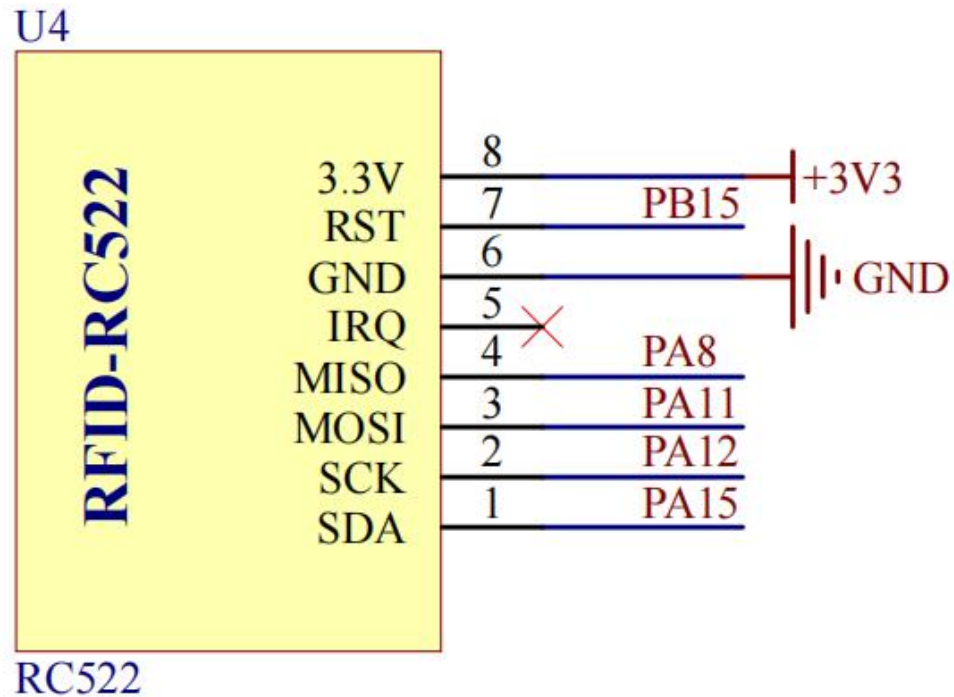 U4
RFID-RC522
3.3V 8 +3V3
RST 7 PB15
GND 6 GND
IRQ 5
MISO 4 PA8
MOSI 3 PA11
SCK 2 PA12
SDA 1 PA15
RC522